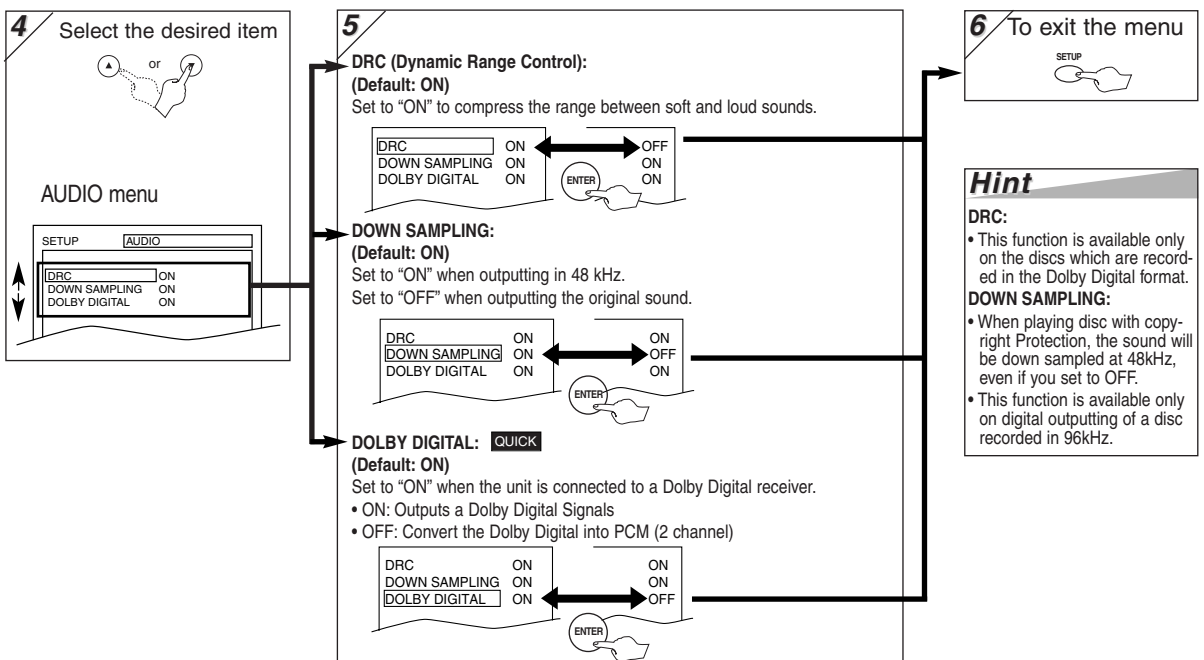 4
Select the desired item
or
AUDIO menu
SETUP AUDIO
DRC ON
DOWN SAMPLING ON
DOLBY DIGITAL ON
5
DRC (Dynamic Range Control):
(Default: ON)
Set to “ON” to compress the range between soft and loud sounds.
DRC ON OFF
DOWN SAMPLING ON ON
DOLBY DIGITAL ON ON
ENTER
DOWN SAMPLING:
(Default: ON)
Set to “ON” when outputting in 48 kHz.
Set to “OFF” when outputting the original sound.
DRC ON ON
DOWN SAMPLING ON OFF
DOLBY DIGITAL ON ON
ENTER
DOLBY DIGITAL: QUICK
(Default: ON)
Set to “ON” when the unit is connected to a Dolby Digital receiver.
• ON: Outputs a Dolby Digital Signals
• OFF: Convert the Dolby Digital into PCM (2 channel)
DRC ON ON
DOWN SAMPLING ON ON
DOLBY DIGITAL ON OFF
ENTER
6
To exit the menu
SETUP
Hint
DRC:
• This function is available only
on the discs which are record-
ed in the Dolby Digital format.
DOWN SAMPLING:
• When playing disc with copy-
right Protection, the sound will
be down sampled at 48kHz,
even if you set to OFF.
• This function is available only
on digital outputting of a disc
recorded in 96kHz.